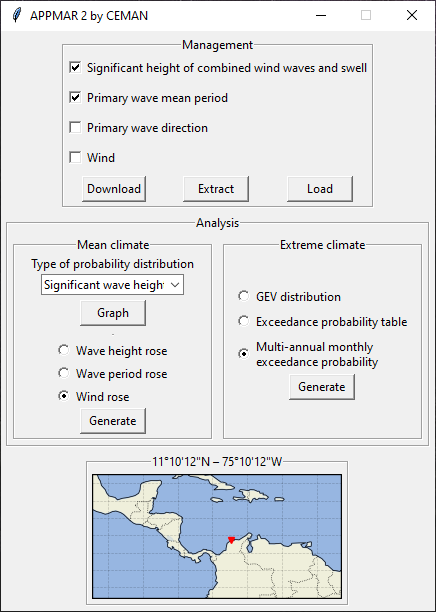 APPMAR 2 by CEMAN
Management
Significant height of combined wind waves and swell
Primary wave mean period
Primary wave direction
Wind
Download Extract Load
Analysis
Mean climate
Type of probability distribution
Significant wave heigh
Graph
Wave height rose
Wave period rose
Wind rose
Generate
Extreme climate
GEV distribution
Exceedance probability table
Multi-annual monthly
exceedance probability
Generate
11°10'12"N – 75°10'12"W